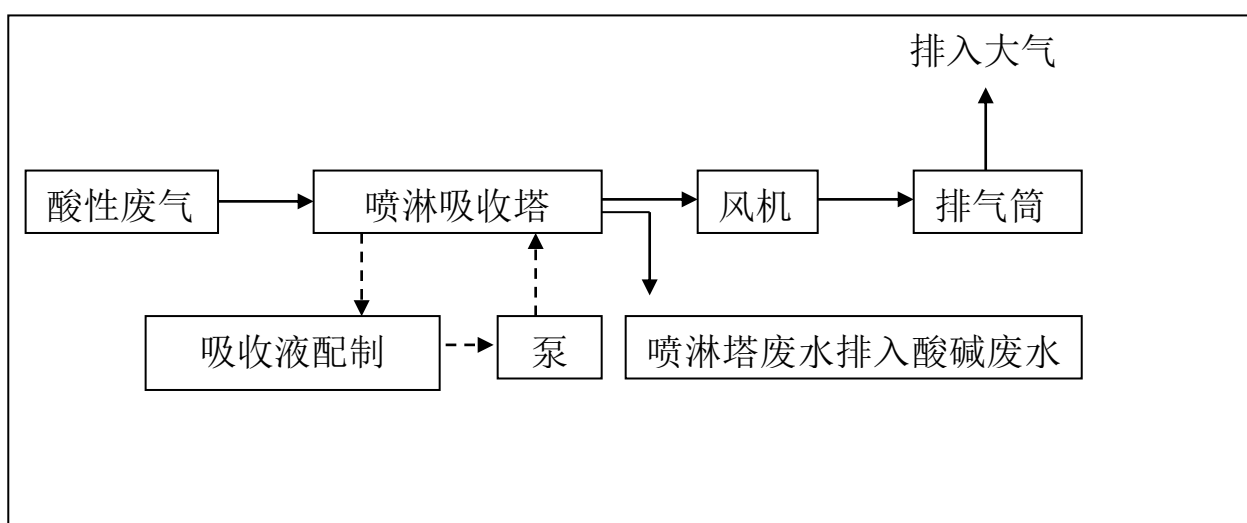 排入大气
酸性废气
喷淋吸收塔
风机
排气筒
吸收液配制
泵
喷淋塔废水排入酸碱废水